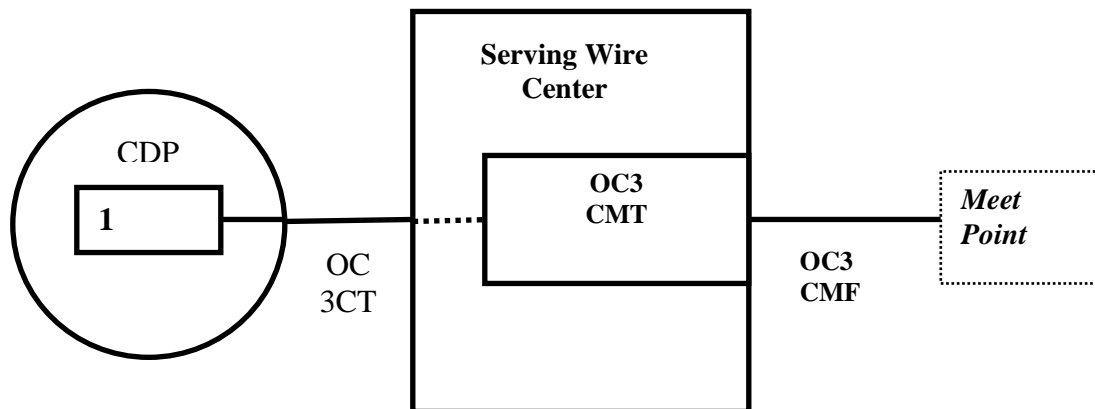 Serving Wire
Center
CDP
1
OC
3CT
OC3
CMT
OC3
CMF
Meet
Point